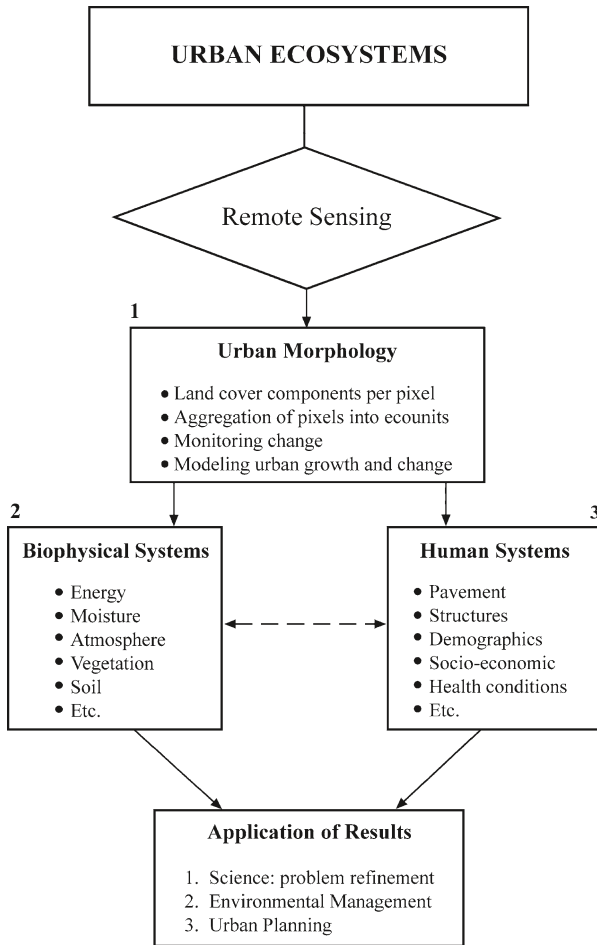 URBAN ECOSYSTEMS
Remote Sensing
1
Urban Morphology
• Land cover components per pixel
• Aggregation of pixels into ecounits
• Monitoring change
• Modeling urban growth and change
2
Biophysical Systems
• Energy
• Moisture
• Atmosphere
• Vegetation
• Soil
• Etc.
3
Human Systems
• Pavement
• Structures
• Demographics
• Socio-economic
• Health conditions
• Etc.
Application of Results
1. Science: problem refinement
2. Environmental Management
3. Urban Planning